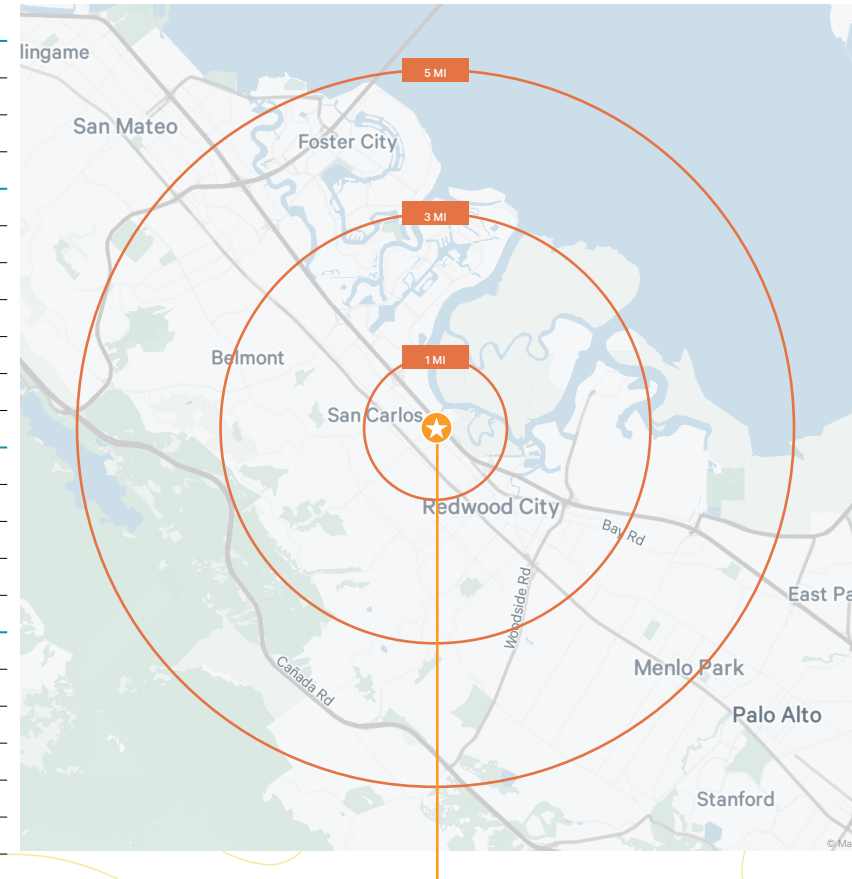 lingame
5 MI
San Mateo
Foster City
3 MI
Belmont
1 MI
San Carlos
Redwood City
Bay Rd
Woodside Rd
East Pa
Menlo Park
Cañada Rd
Palo Alto
Stanford
© Ma